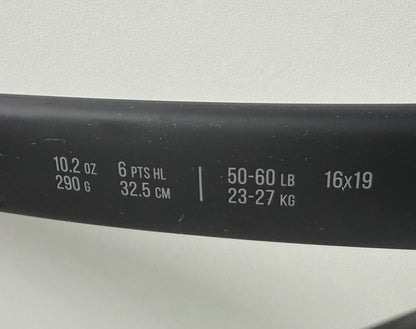 10.2 OZ 6 PTS HL | 50-60 LB 16x19
290 G 32.5 CM 23-27 KG